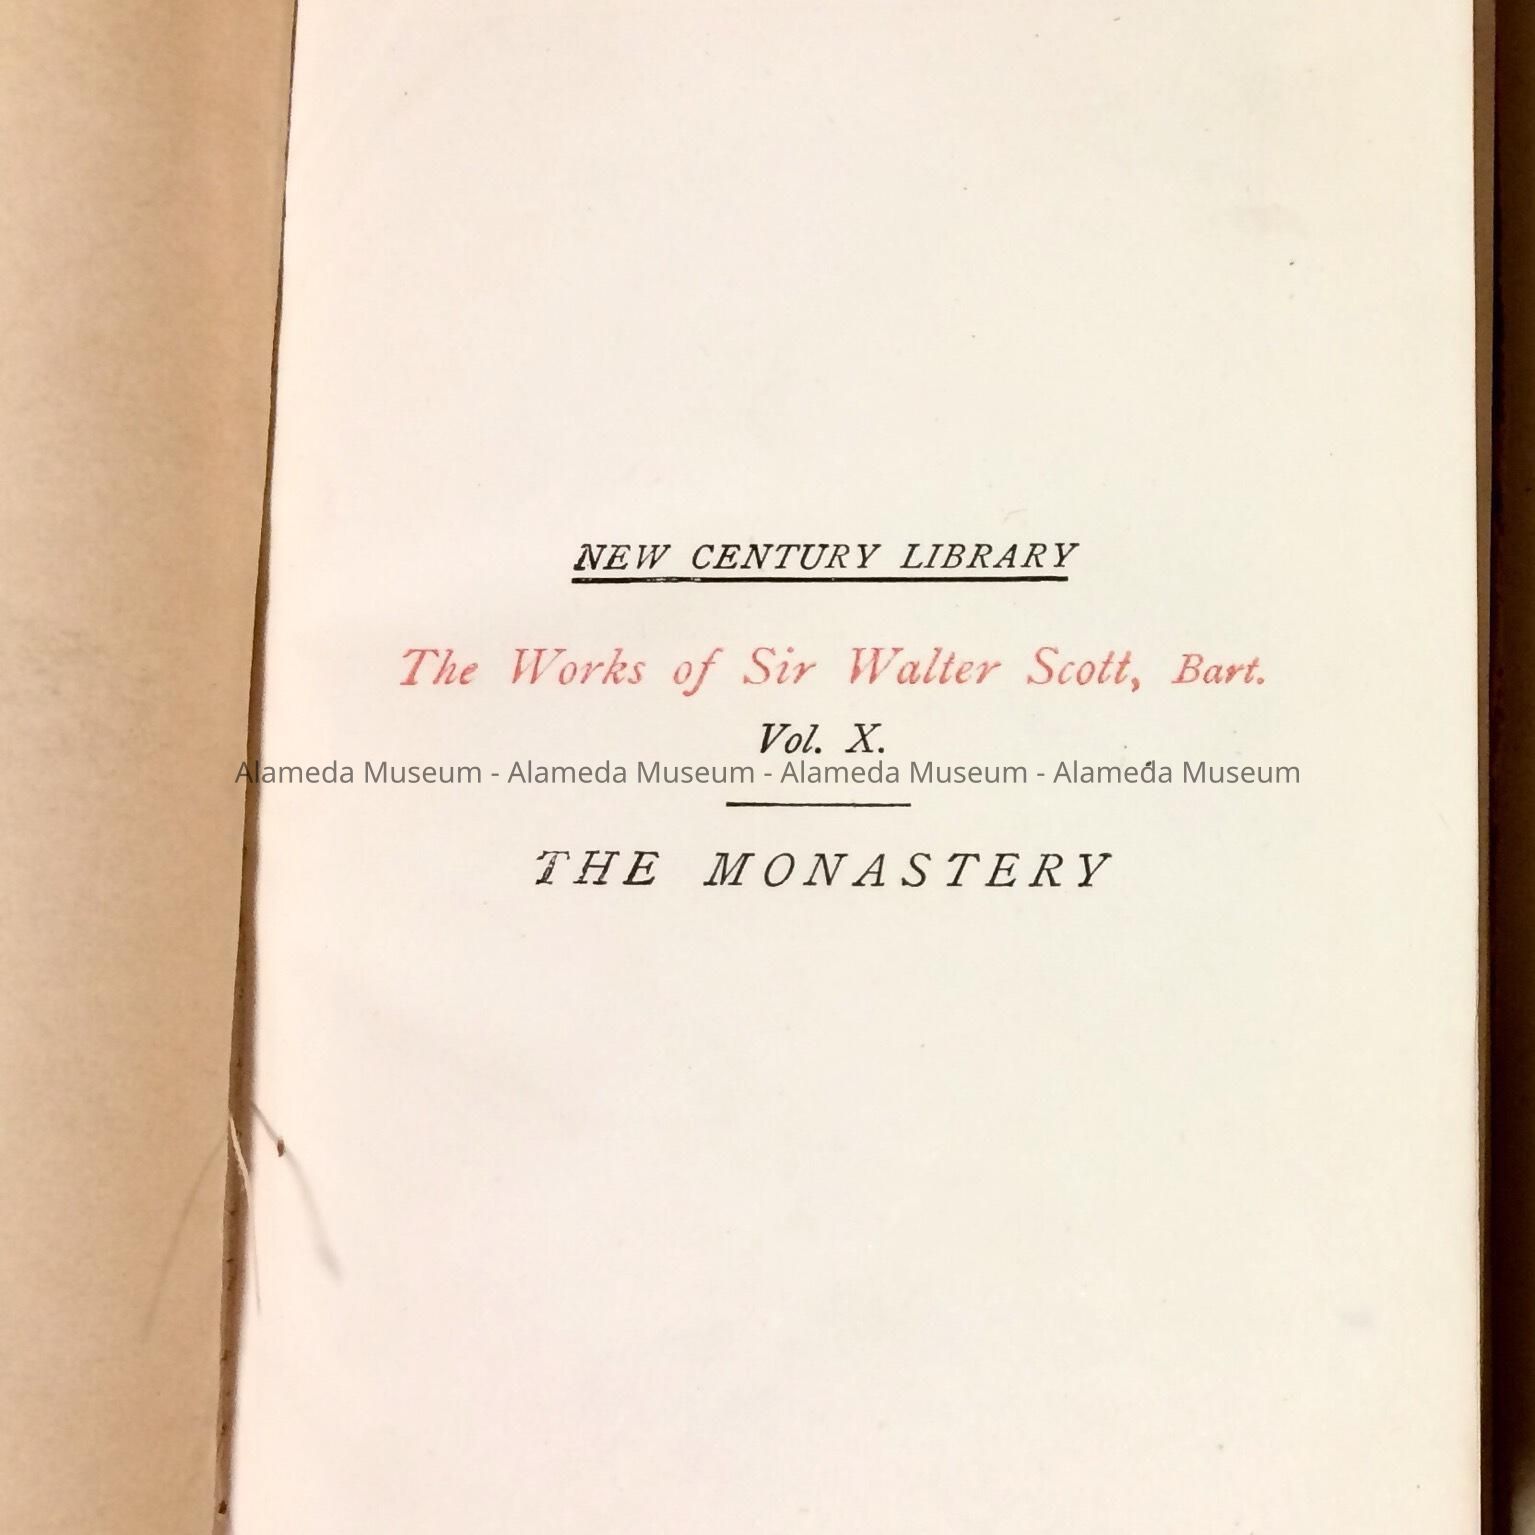 NEW CENTURY LIBRARY
The Works of Sir Walter Scott, Bart.
Vol. X.
Alameda Museum - Alameda Museum - Alameda Museum - Alameda Museum
THE MONASTERY